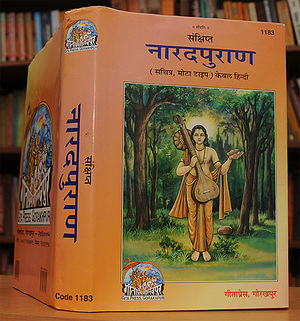 1183
संक्षिप्त
नारदपुराण
( सचित्र, मोटा टाइप ) केवल हिन्दी
गीताप्रेस, गोरखपुर
संक्षिप्त
नारदपुराण
GITA PRESS, GORAKHPUR
Code 1183